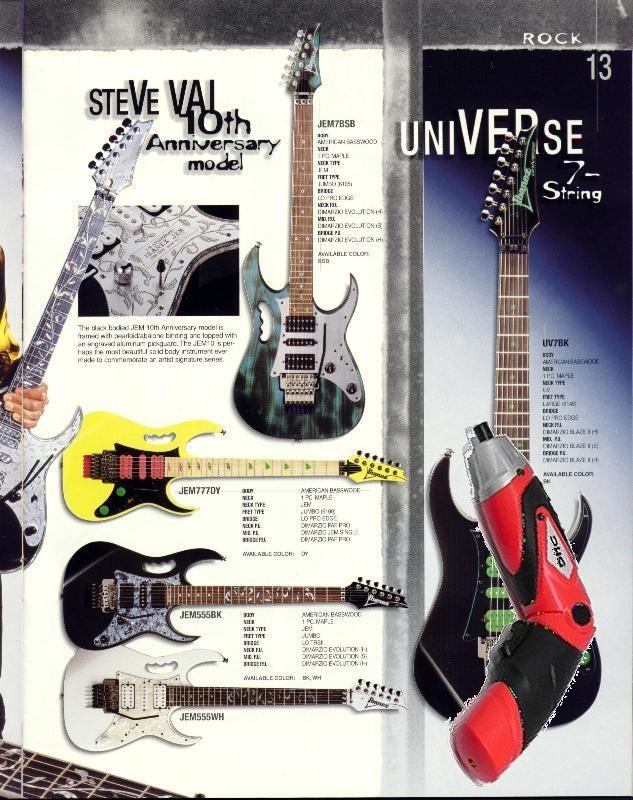 ROCK
13
STEVE VAI
10th
Anniversary
model
The black bodied JEM 10th Anniversary model is
framed with pearloid/abalone binding and topped with
an engraved aluminum pickguard. The JEM10 is per-
haps the most beautiful solid body instrument ever
made to commemorate an artist signature series.
JEM7BSB
BODY
AMERICAN BASSWOOD
NECK
1 PC. MAPLE
NECK TYPE
JEM
FRET TYPE
JUMBO (6105)
BRIDGE
LO PRO EDGE
NECK P.U.
DIMARZIO EVOLUTION (H)
MID. P.U.
DIMARZIO EVOLUTION (S)
BRIDGE P.U.
DIMARZIO EVOLUTION (H)
AVAILABLE COLOR:
BSB
JEM777DY
BODY AMERICAN BASSWOOD
NECK 1 PC. MAPLE
NECK TYPE JEM
FRET TYPE JUMBO (6100)
BRIDGE LO PRO EDGE
NECK P.U. DIMARZIO PAF PRO
MID. P.U. DIMARZIO JEM SINGLE
BRIDGE P.U. DIMARZIO PAF PRO
AVAILABLE COLOR: DY
JEM555BK
BODY AMERICAN BASSWOOD
NECK 1 PC. MAPLE
NECK TYPE JEM
FRET TYPE JUMBO
BRIDGE LO TRS II
NECK P.U. DIMARZIO EVOLUTION (H)
MID. P.U. DIMARZIO EVOLUTION (S)
BRIDGE P.U. DIMARZIO EVOLUTION (H)
AVAILABLE COLOR: BK, WH
JEM555WH
UNIVERSE
7-
String
UV7BK
BODY
AMERICAN BASSWOOD
NECK
1 PC. MAPLE
NECK TYPE
UV
FRET TYPE
LARGE (6140)
BRIDGE
LO PRO EDGE
NECK P.U.
DIMARZIO BLAZE II (H)
MID. P.U.
DIMARZIO BLAZE II (S)
BRIDGE P.U.
DIMARZIO BLAZE II (H)
AVAILABLE COLOR:
BK
Ibanez
Ibanez
Ibanez
Ibanez
Ibanez